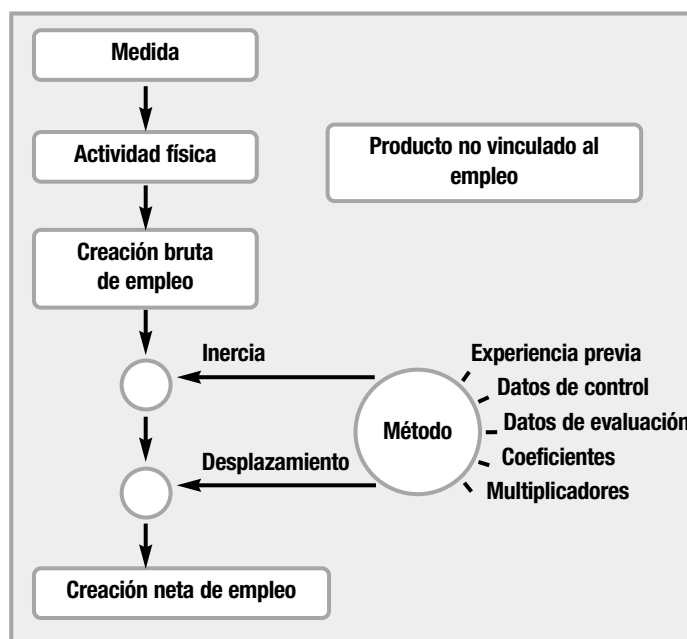 Medida
Actividad física
Producto no vinculado al
empleo
Creación bruta
de empleo
Inercia
Experiencia previa
Datos de control
Método
Datos de evaluación
Desplazamiento
Coeficientes
Multiplicadores
Creación neta de empleo